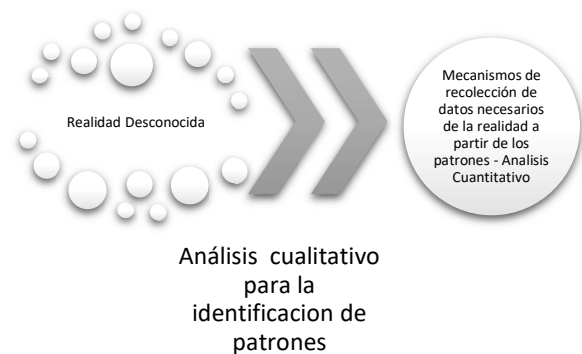 Realidad Desconocida
Mecanismos de
recolección de
datos necesarios
de la realidad a
partir de los
patrones - Analisis
Cuantitativo
Análisis cualitativo
para la
identificacion de
patrones